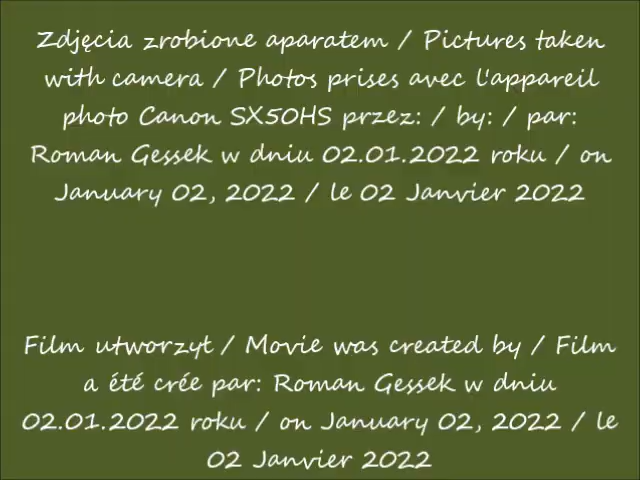 Zdjęcia zrobione aparatem / Pictures taken
with camera / Photos prises avec l'appareil
photo Canon SX50HS przez: / by: / par:
Roman Gessek w dniu 02.01.2022 roku / on
January 02, 2022 / le 02 Janvier 2022
Film utworzył / Movie was created by / Film
a été crée par: Roman Gessek w dniu
02.01.2022 roku / on January 02, 2022 / le
02 Janvier 2022